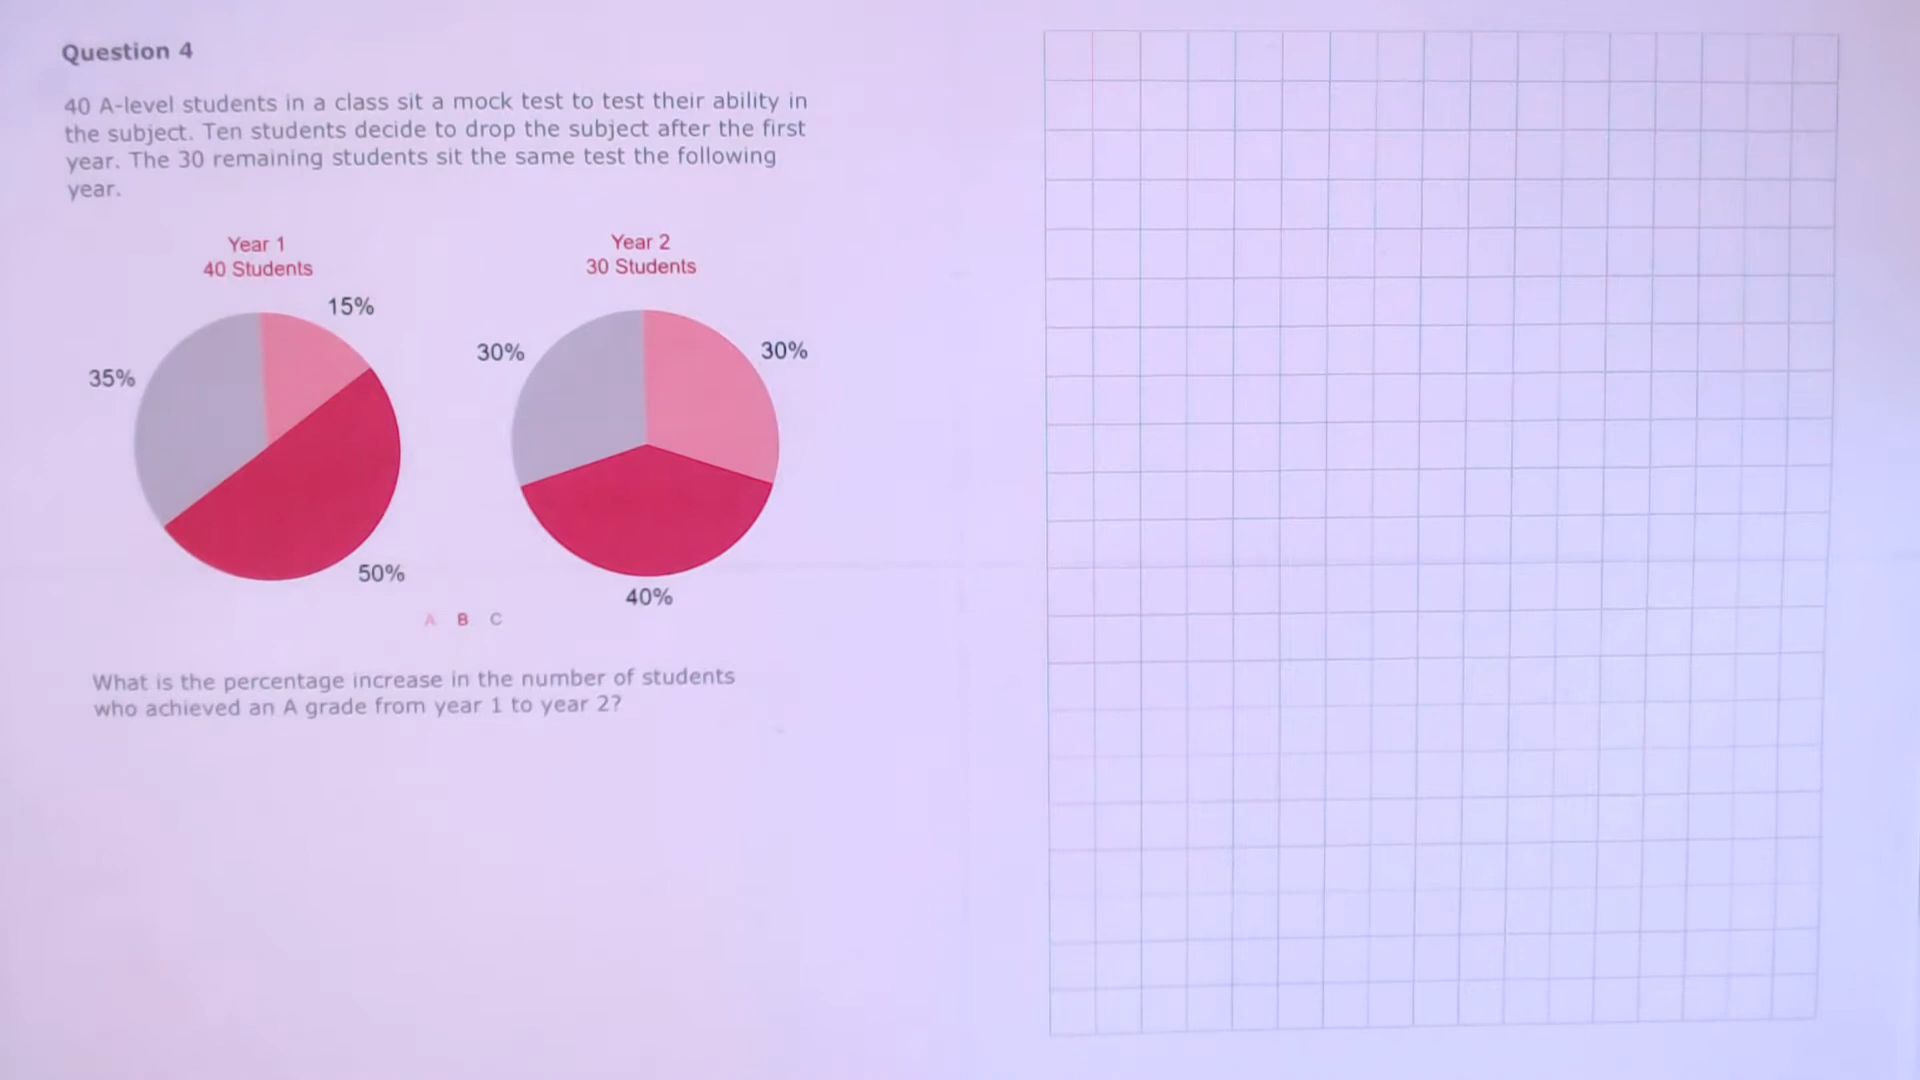 Question 4
40 A-level students in a class sit a mock test to test their ability in
the subject. Ten students decide to drop the subject after the first
year. The 30 remaining students sit the same test the following
year.
Year 1
40 Students
15%
35%
50%
Year 2
30 Students
30%
30%
40%
A B C
What is the percentage increase in the number of students
who achieved an A grade from year 1 to year 2?